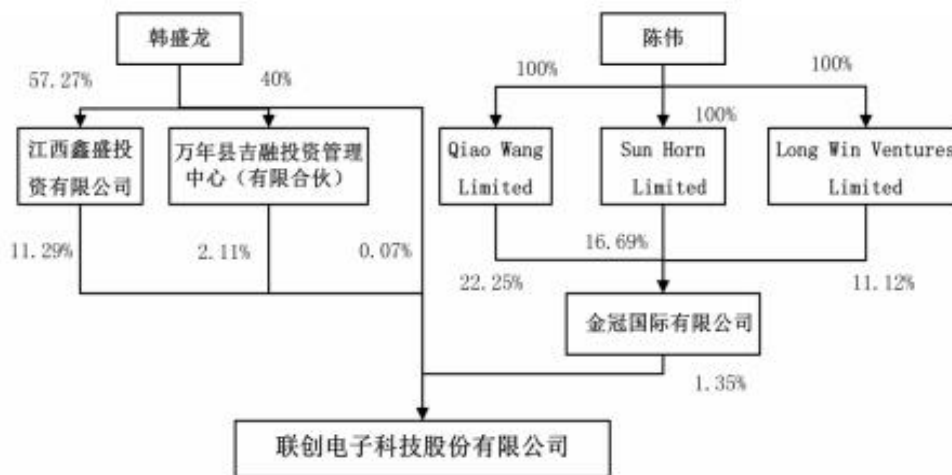 韩盛龙
陈伟
57.27%
40%
100%
100%
100%
江西鑫盛投
资有限公司
万年县吉融投资管理
中心（有限合伙）
Qiao Wang
Limited
Sun Horn
Limited
Long Win Ventures
Limited
11.29%
2.11%
0.07%
16.69%
22.25%
11.12%
金冠国际有限公司
1.35%
联创电子科技股份有限公司